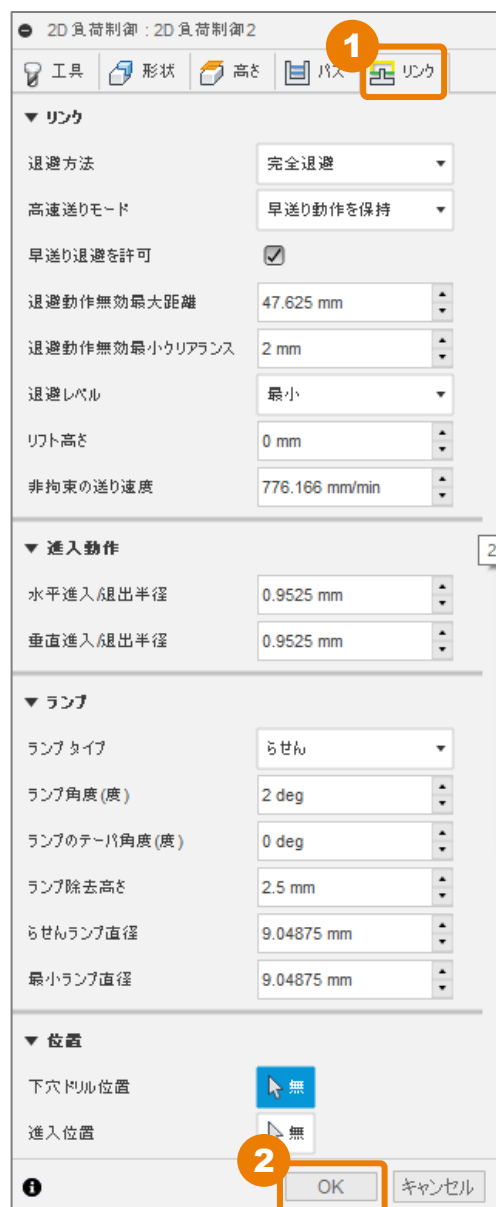 2D 負荷制御 : 2D 負荷制御2
1
工具 形状 高さ パス リンク
▼ リンク
退避方法 完全退避
高速送りモード 早送り動作を保持
早送り退避を許可
退避動作無効最大距離 47.625 mm
退避動作無効最小クリアランス 2 mm
退避レベル 最小
リフト高さ 0 mm
非拘束の送り速度 776.166 mm/min
▼ 進入動作
2
水平進入/退出半径 0.9525 mm
垂直進入/退出半径 0.9525 mm
▼ ランプ
ランプ タイプ らせん
ランプ角度(度) 2 deg
ランプのテーパ角度(度) 0 deg
ランプ除去高さ 2.5 mm
らせんランプ直径 9.04875 mm
最小ランプ直径 9.04875 mm
▼ 位置
下穴ドリル位置 無
進入位置 無
2
OK キャンセル